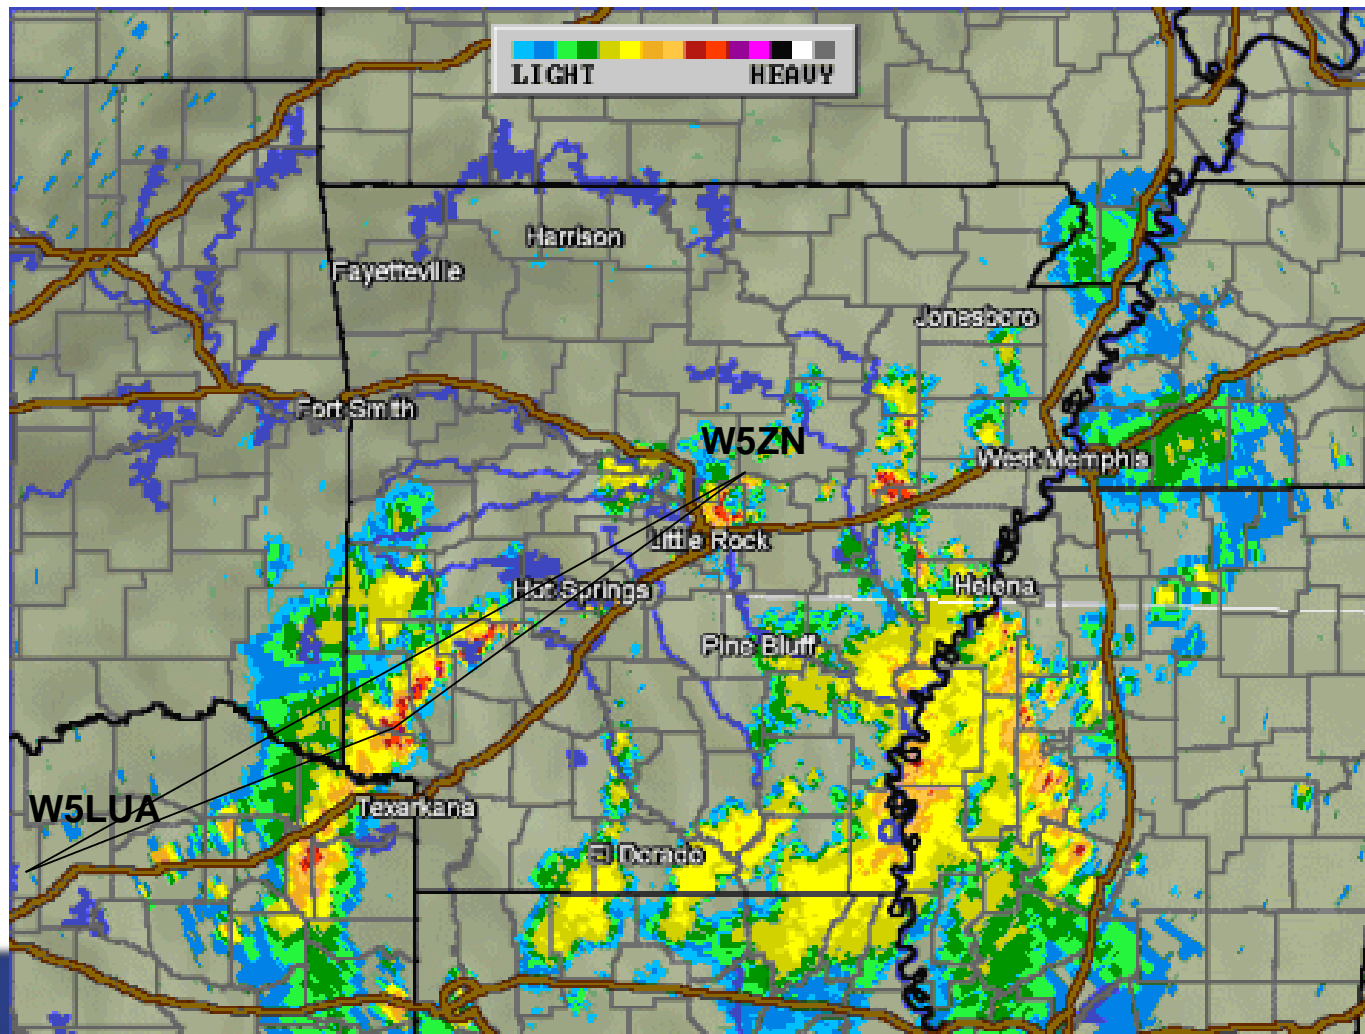 LIGHT HEAVY
Harrison
Fayetteville
Jonesboro
Fort Smith
W5ZN
West Memphis
Little Rock
Hot Springs
Helena
Pine Bluff
W5LUA
Texarkana
El Dorado